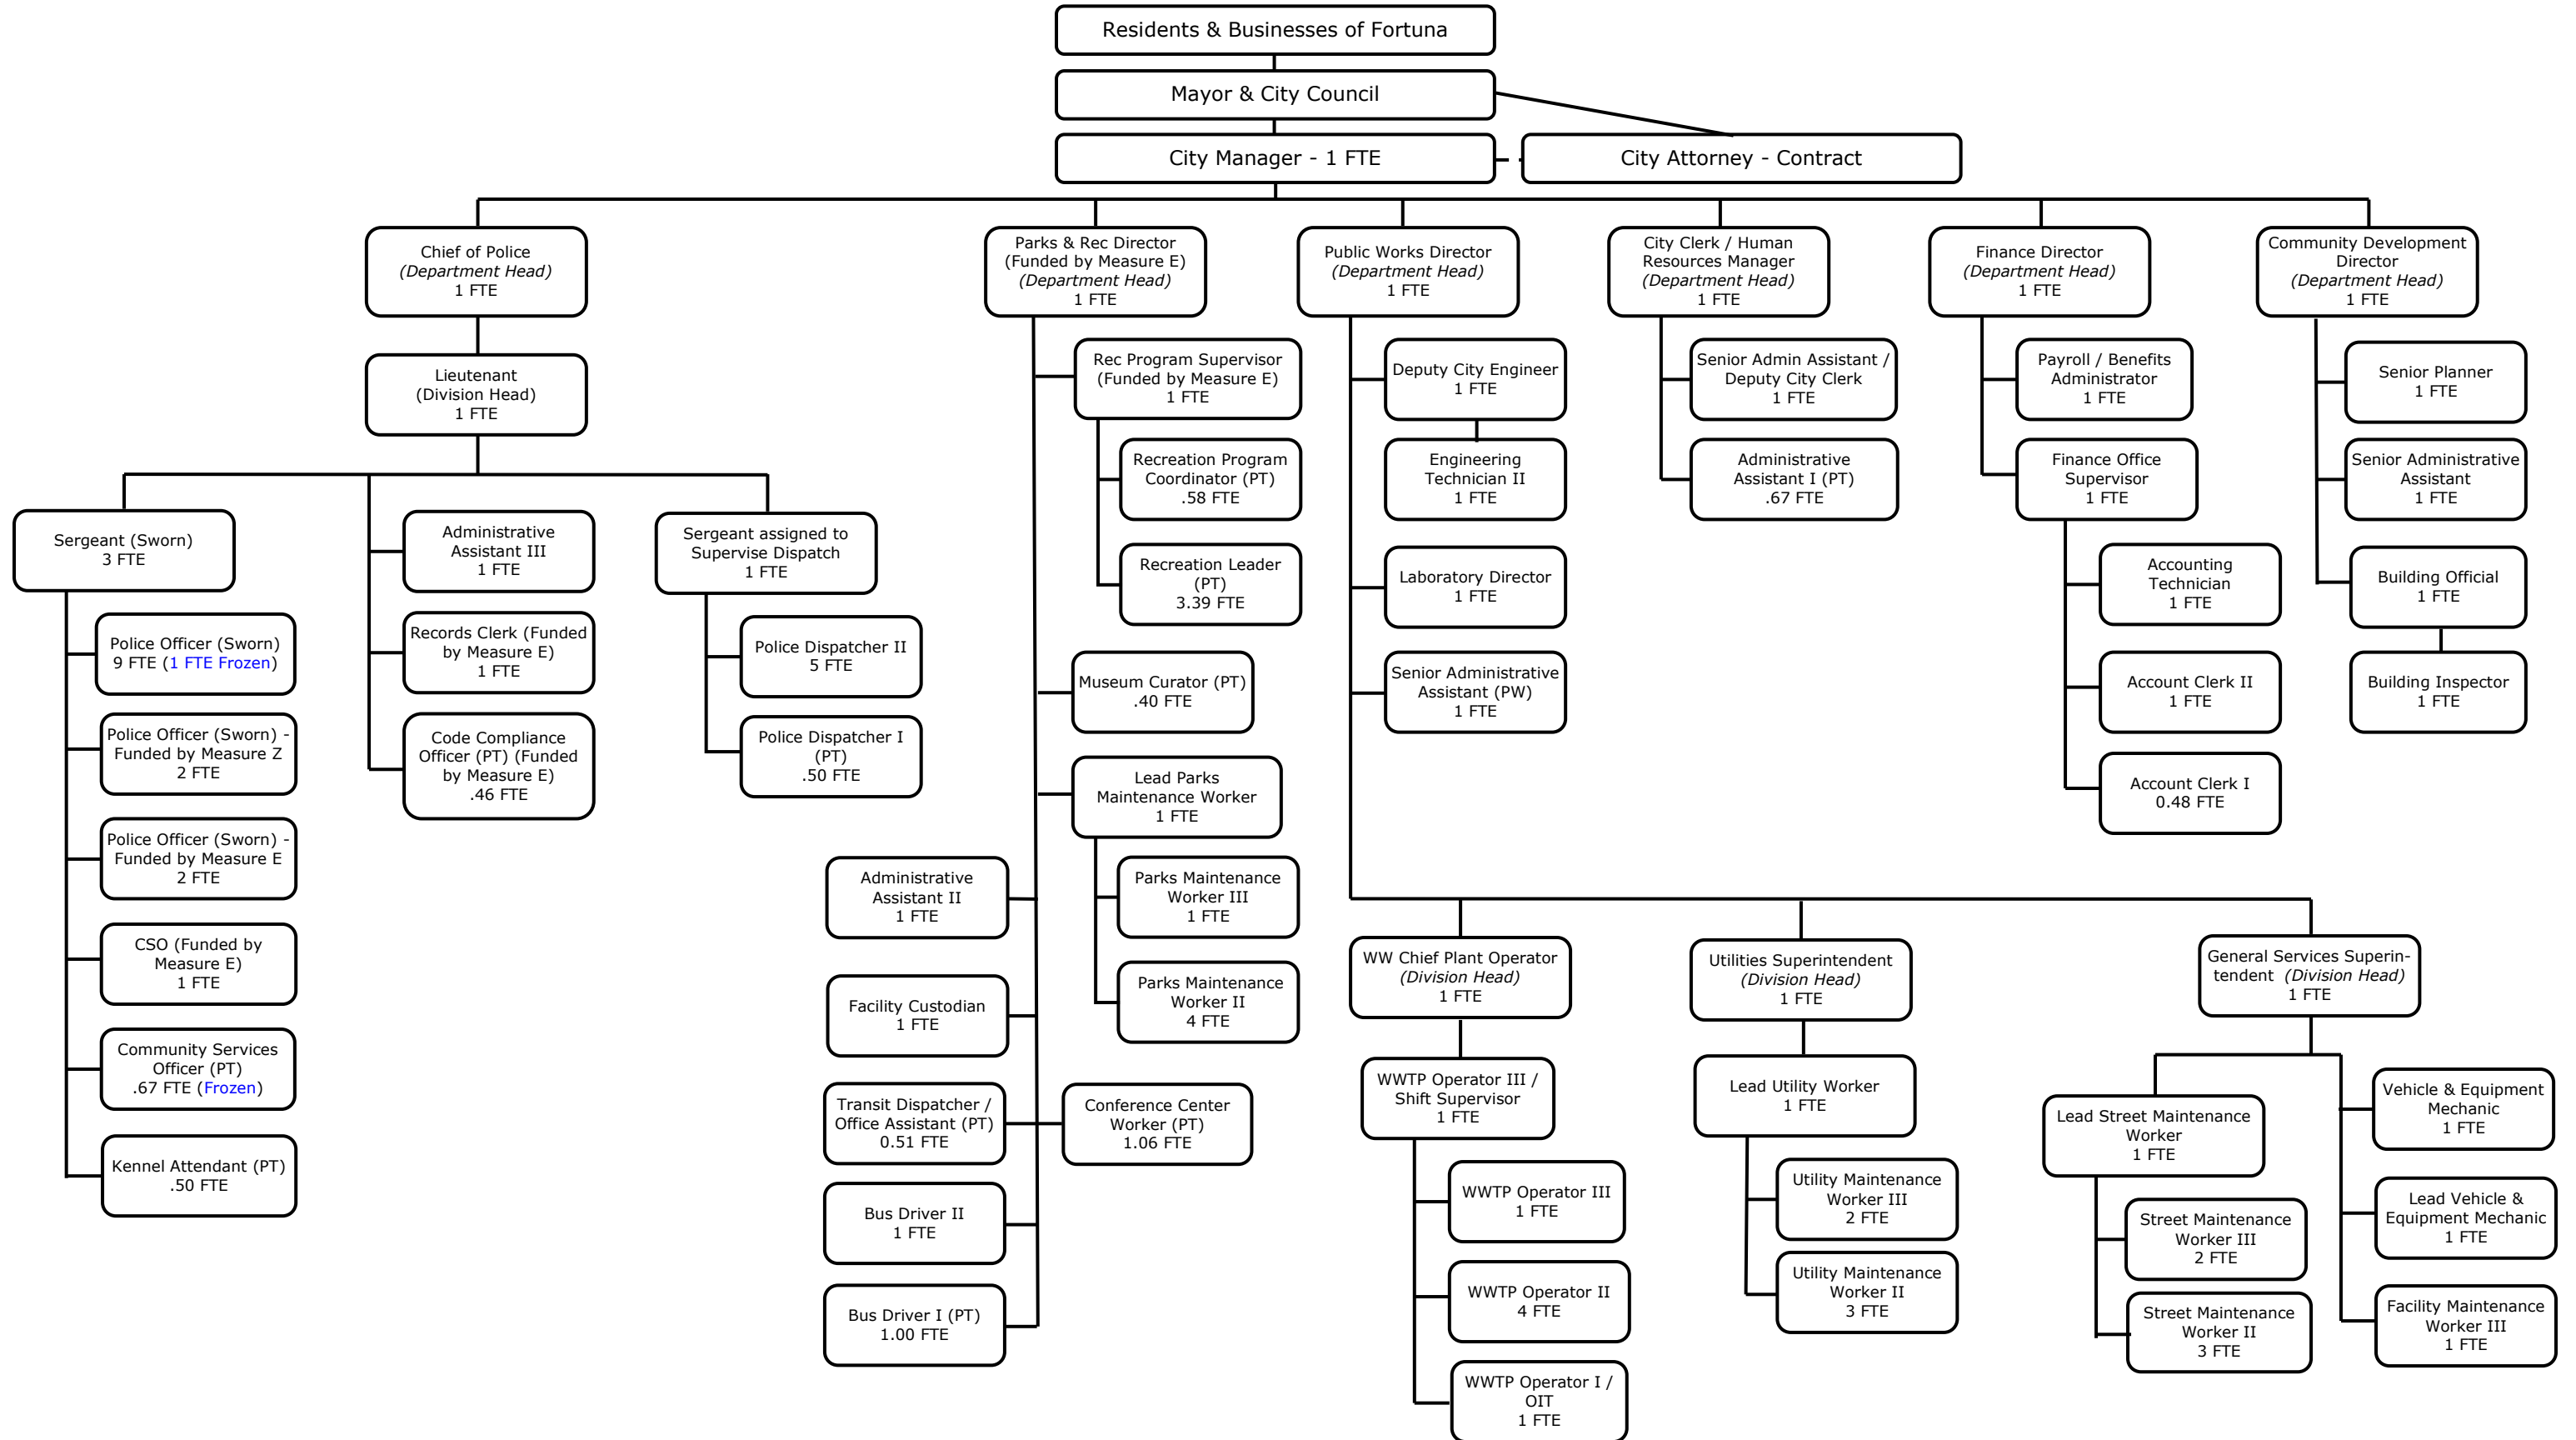 Residents & Businesses of Fortuna
Mayor & City Council
City Manager - 1 FTE
City Attorney - Contract
Chief of Police
(Department Head)
1 FTE
Lieutenant
(Division Head)
1 FTE
Sergeant (Sworn)
3 FTE
Police Officer (Sworn)
9 FTE (1 FTE Frozen)
Police Officer (Sworn) -
Funded by Measure Z
2 FTE
Police Officer (Sworn) -
Funded by Measure E
2 FTE
CSO (Funded by
Measure E)
1 FTE
Community Services
Officer (PT)
.67 FTE (Frozen)
Kennel Attendant (PT)
.50 FTE
Administrative
Assistant III
1 FTE
Records Clerk (Funded
by Measure E)
1 FTE
Code Compliance
Officer (PT) (Funded
by Measure E)
.46 FTE
Sergeant assigned to
Supervise Dispatch
1 FTE
Police Dispatcher II
5 FTE
Police Dispatcher I
(PT)
.50 FTE
Parks & Rec Director
(Funded by Measure E)
(Department Head)
1 FTE
Rec Program Supervisor
(Funded by Measure E)
1 FTE
Recreation Program
Coordinator (PT)
.58 FTE
Recreation Leader
(PT)
3.39 FTE
Museum Curator (PT)
.40 FTE
Lead Parks
Maintenance Worker
1 FTE
Parks Maintenance
Worker III
1 FTE
Parks Maintenance
Worker II
4 FTE
Administrative
Assistant II
1 FTE
Facility Custodian
1 FTE
Transit Dispatcher /
Office Assistant (PT)
0.51 FTE
Conference Center
Worker (PT)
1.06 FTE
Bus Driver II
1 FTE
Bus Driver I (PT)
1.00 FTE
Public Works Director
(Department Head)
1 FTE
Deputy City Engineer
1 FTE
Engineering
Technician II
1 FTE
Laboratory Director
1 FTE
Senior Administrative
Assistant (PW)
1 FTE
WW Chief Plant Operator
(Division Head)
1 FTE
WWTP Operator III /
Shift Supervisor
1 FTE
WWTP Operator III
1 FTE
WWTP Operator II
4 FTE
WWTP Operator I /
OIT
1 FTE
Utilities Superintendent
(Division Head)
1 FTE
Lead Utility Worker
1 FTE
Utility Maintenance
Worker III
2 FTE
Utility Maintenance
Worker II
3 FTE
General Services Superin-
tendent (Division Head)
1 FTE
Lead Street Maintenance
Worker
1 FTE
Street Maintenance
Worker III
2 FTE
Street Maintenance
Worker II
3 FTE
Vehicle & Equipment
Mechanic
1 FTE
Lead Vehicle &
Equipment Mechanic
1 FTE
Facility Maintenance
Worker III
1 FTE
City Clerk / Human
Resources Manager
(Department Head)
1 FTE
Senior Admin Assistant /
Deputy City Clerk
1 FTE
Administrative
Assistant I (PT)
.67 FTE
Finance Director
(Department Head)
1 FTE
Payroll / Benefits
Administrator
1 FTE
Finance Office
Supervisor
1 FTE
Accounting
Technician
1 FTE
Account Clerk II
1 FTE
Account Clerk I
0.48 FTE
Community Development
Director
(Department Head)
1 FTE
Senior Planner
1 FTE
Senior Administrative
Assistant
1 FTE
Building Official
1 FTE
Building Inspector
1 FTE